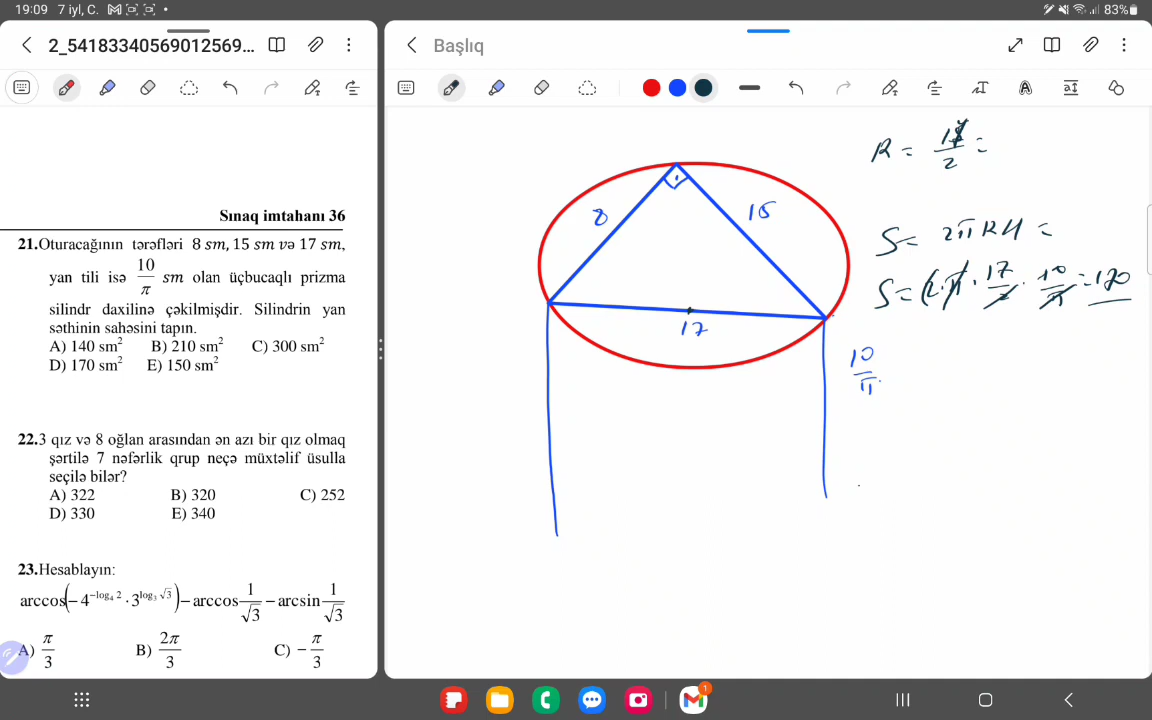 19:09 7 iyl, C. 83%
2_54183340569012569...
Başlıq
Sınaq imtahanı 36
21.Oturacağının tərəfləri 8 sm, 15 sm və 17 sm,
yan tili isə 10/π sm olan üçbucaqlı prizma
silindr daxilinə çəkilmişdir. Silindrin yan
səthinin sahəsini tapın.
A) 140 sm² B) 210 sm² C) 300 sm²
D) 170 sm² E) 150 sm²
22.3 qız və 8 oğlan arasından ən azı bir qız olmaq
şərtilə 7 nəfərlik qrup neçə müxtəlif üsulla
seçilə bilər?
A) 322 B) 320 C) 252
D) 330 E) 340
23.Hesablayın:
arccos(−4^(−log₄ 2) · 3^(log₃ √3)) − arccos 1/√3 − arcsin 1/√3
A) π/3 B) 2π/3 C) −π/3
8
15
17
10/π
R = 17/2 =
S = 2πRH =
S = 2·π · 17/2 · 10/π = 170
1